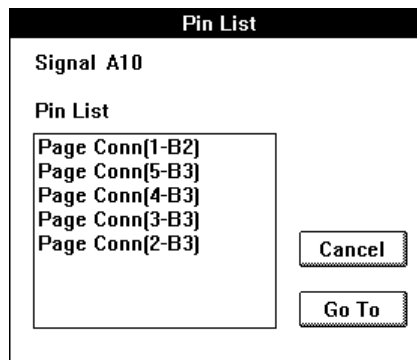 Pin List
Signal A10
Pin List
Page Conn(1-B2)
Page Conn(5-B3)
Page Conn(4-B3)
Page Conn(3-B3)
Page Conn(2-B3)
Cancel
Go To